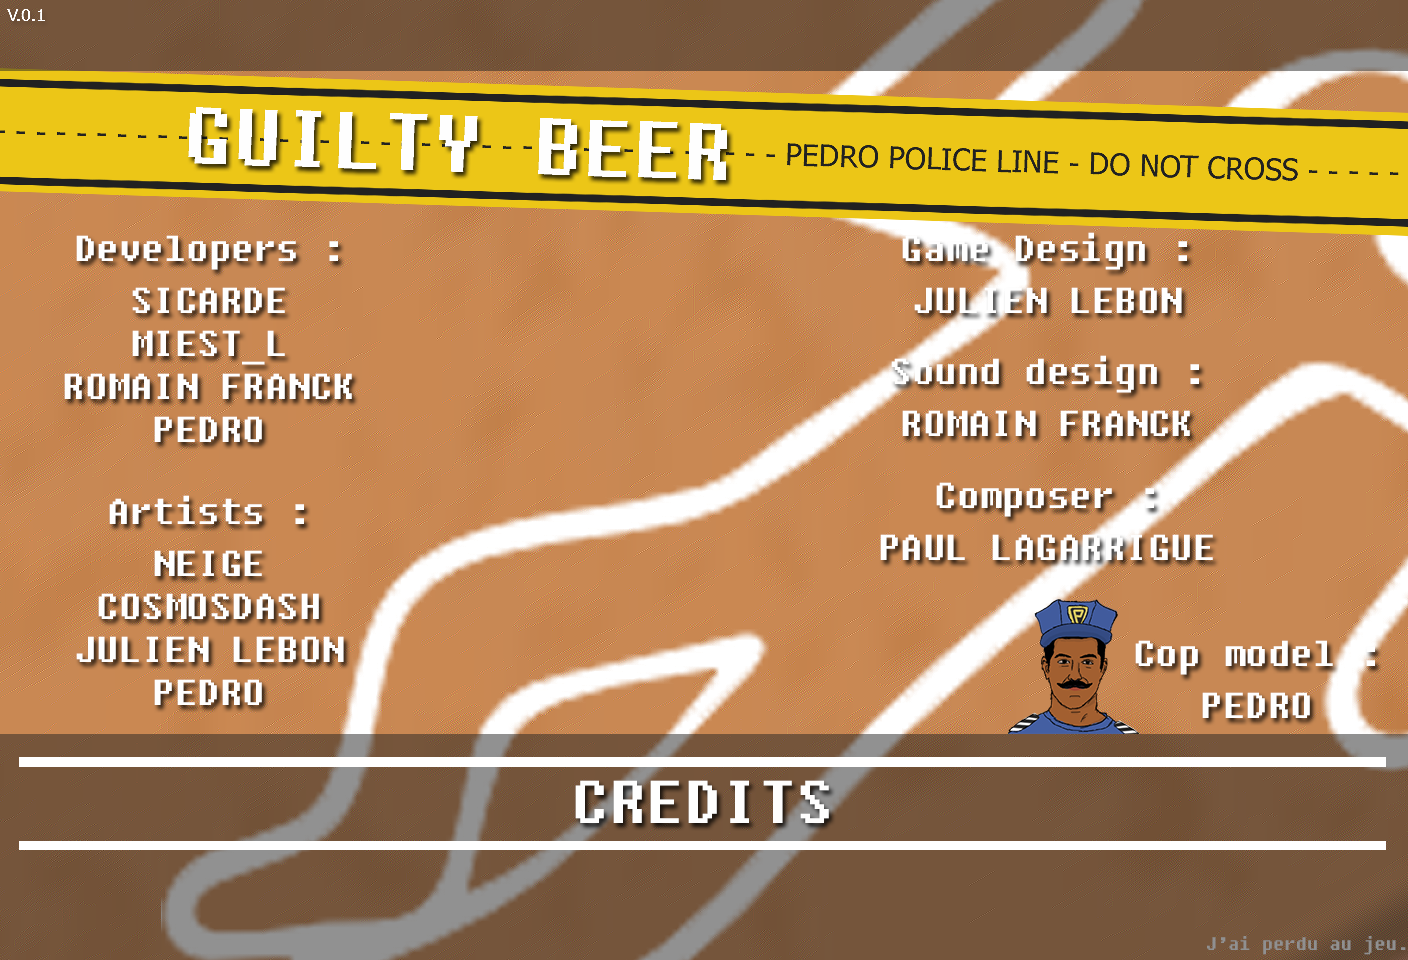 V.0.1
GUILTY BEER
- - - PEDRO POLICE LINE - DO NOT CROSS - - - - -
Developers :
SICARDE
MIEST_L
ROMAIN FRANCK
PEDRO
Artists :
NEIGE
COSMOSDASH
JULIEN LEBON
PEDRO
Game Design :
JULIEN LEBON
Sound design :
ROMAIN FRANCK
Composer :
PAUL LAGARRIGUE
P
Cop model :
PEDRO
CREDITS
J'ai perdu au jeu.